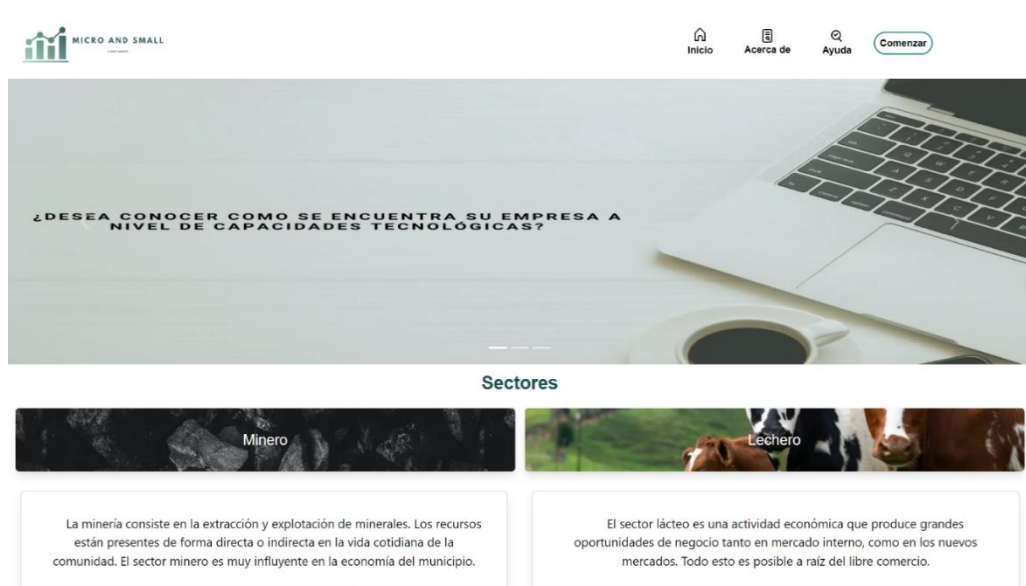 MICRO AND SMALL
Inicio
Acerca de
Ayuda
Comenzar
¿DESEA CONOCER COMO SE ENCUENTRA SU EMPRESA A
NIVEL DE CAPACIDADES TECNOLÓGICAS?
Sectores
Minero
Lechero
La minería consiste en la extracción y explotación de minerales. Los recursos
están presentes de forma directa o indirecta en la vida cotidiana de la
comunidad. El sector minero es muy influyente en la economía del municipio.
El sector lácteo es una actividad económica que produce grandes
oportunidades de negocio tanto en mercado interno, como en los nuevos
mercados. Todo esto es posible a raíz del libre comercio.